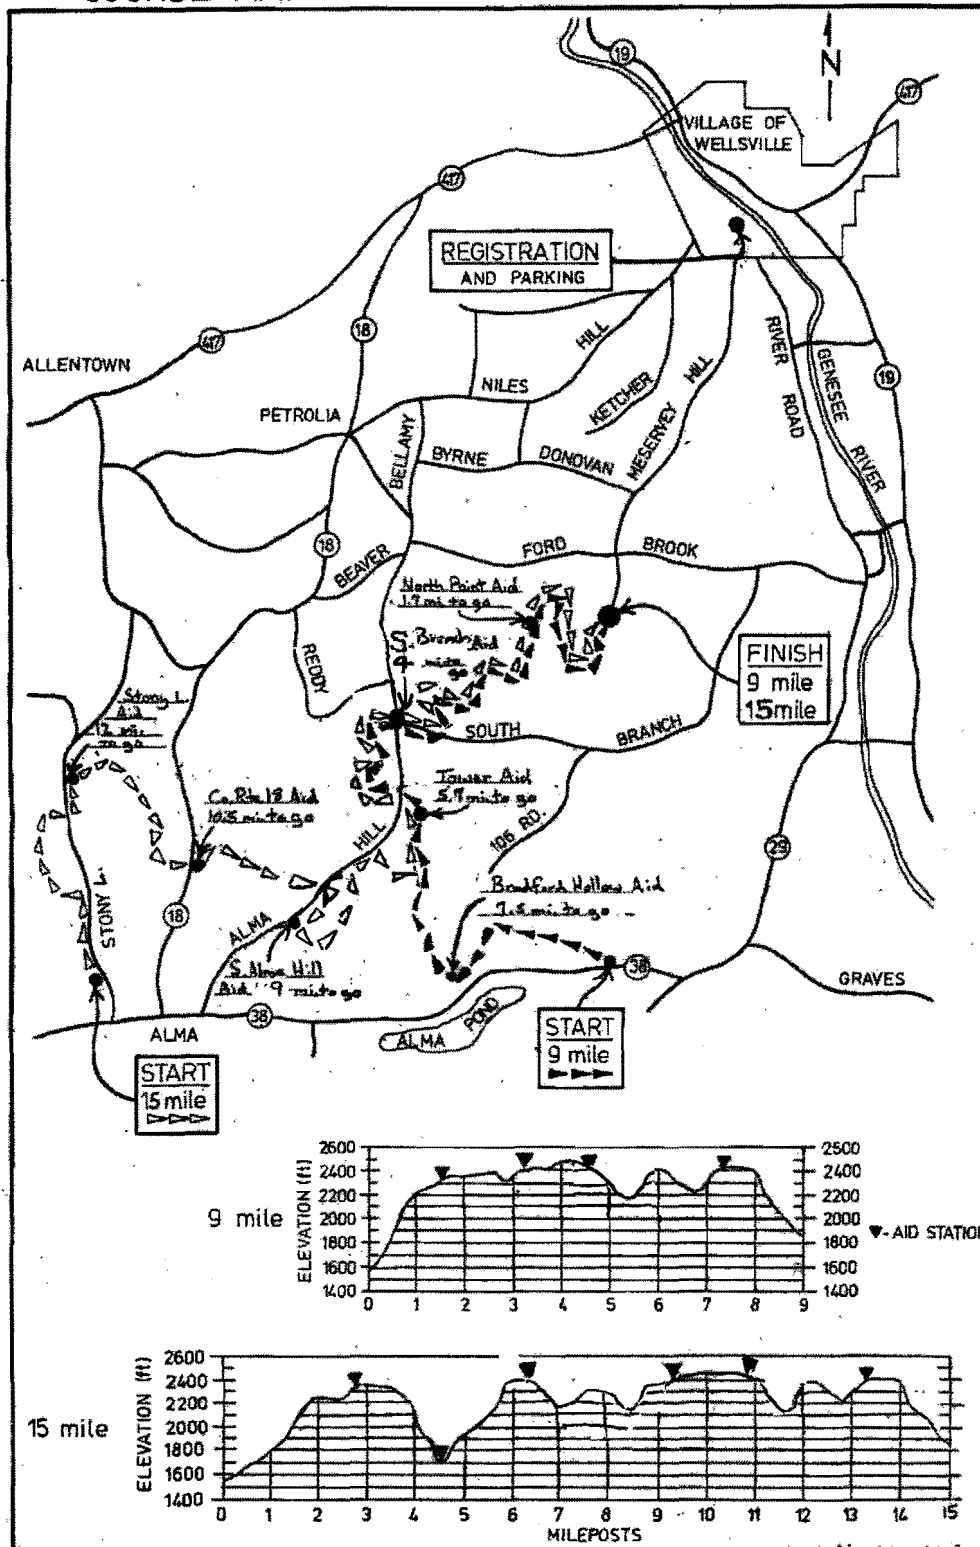 19
N
417
VILLAGE OF
WELLSVILLE
417
REGISTRATION
AND PARKING
18
417
ALLENTOWN
HILL
RIVER
ROAD
GENESEE
RIVER
19
NILES
KETCHER
MESERVEY
HILL
PETROLIA
BELLAMY
BYRNE
DONOVAN
18
BEAVER
FORD
BROOK
North Point Aid
1.7 mi. to go
S. Branch Aid
4 mi. to
go
REDDY
FINISH
9 mile
15 mile
Stony L.
Aid
12 mi.
to go
SOUTH
BRANCH
Co. Rte 18 Aid
10.5 mi. to go
Tower Aid
5.7 mi. to go
HILL
106 RD.
29
Bradford Hollow Aid
7.5 mi. to go
STONY L.
18
ALMA
S. Alma Hill
Aid 9 mi. to go
38
GRAVES
ALMA
38
ALMA
POND
START
9 mile
START
15 mile
9 mile
ELEVATION (ft)
2600
2400
2200
2000
1800
1600
1400
2500
2400
2200
2000
1800
1600
1400
0 1 2 3 4 5 6 7 8 9
▼- AID STATION
15 mile
ELEVATION (ft)
2600
2400
2200
2000
1800
1600
1400
0 1 2 3 4 5 6 7 8 9 10 11 12 13 14 15
MILEPOSTS